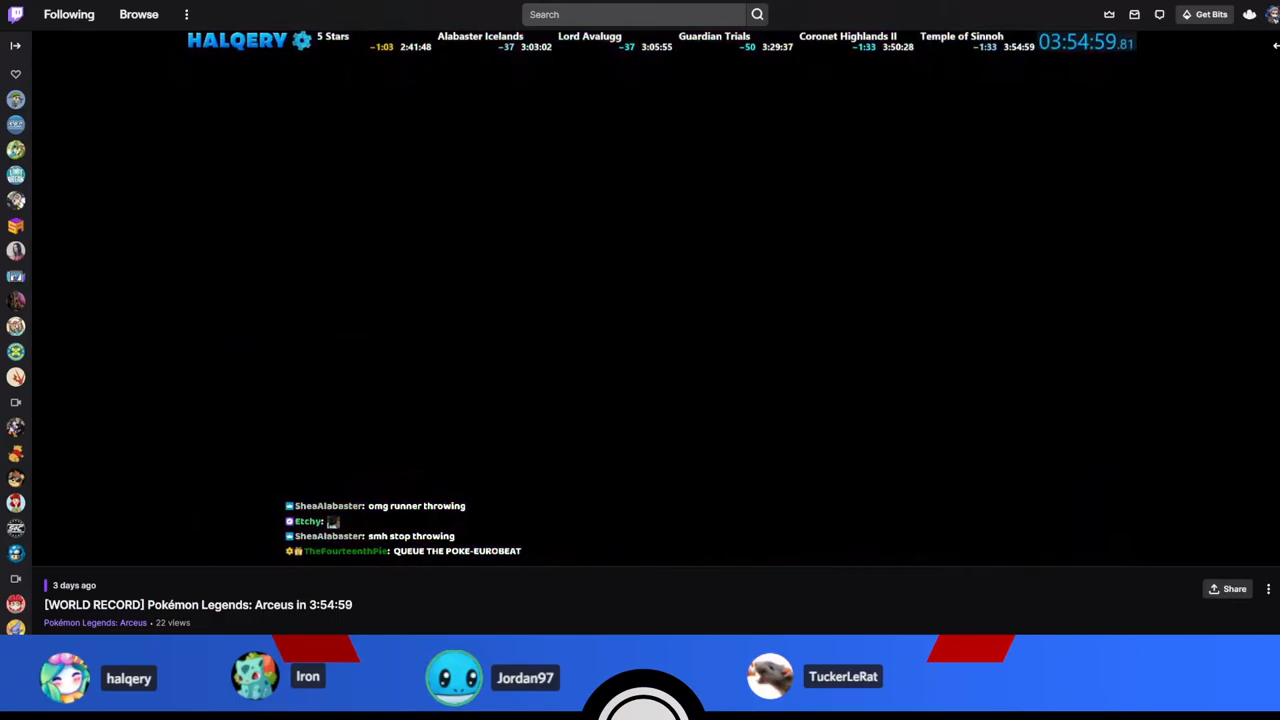 Following Browse Search Get Bits
HALQERY 5 Stars Alabaster Icelands Lord Avalugg Guardian Trials Coronet Highlands II Temple of Sinnoh 03:54:59.81
-1:03 2:41:48 -37 3:03:02 -37 3:05:55 -50 3:29:37 -1:33 3:50:28 -1:33 3:54:59
SheaAlabaster: omg runner throwing
Etchy:
SheaAlabaster: smh stop throwing
TheFourteenthPie: QUEUE THE POKE-EUROBEAT
3 days ago
Share
[WORLD RECORD] Pokémon Legends: Arceus in 3:54:59
Pokémon Legends: Arceus • 22 views
halqery Iron Jordan97 TuckerLeRat